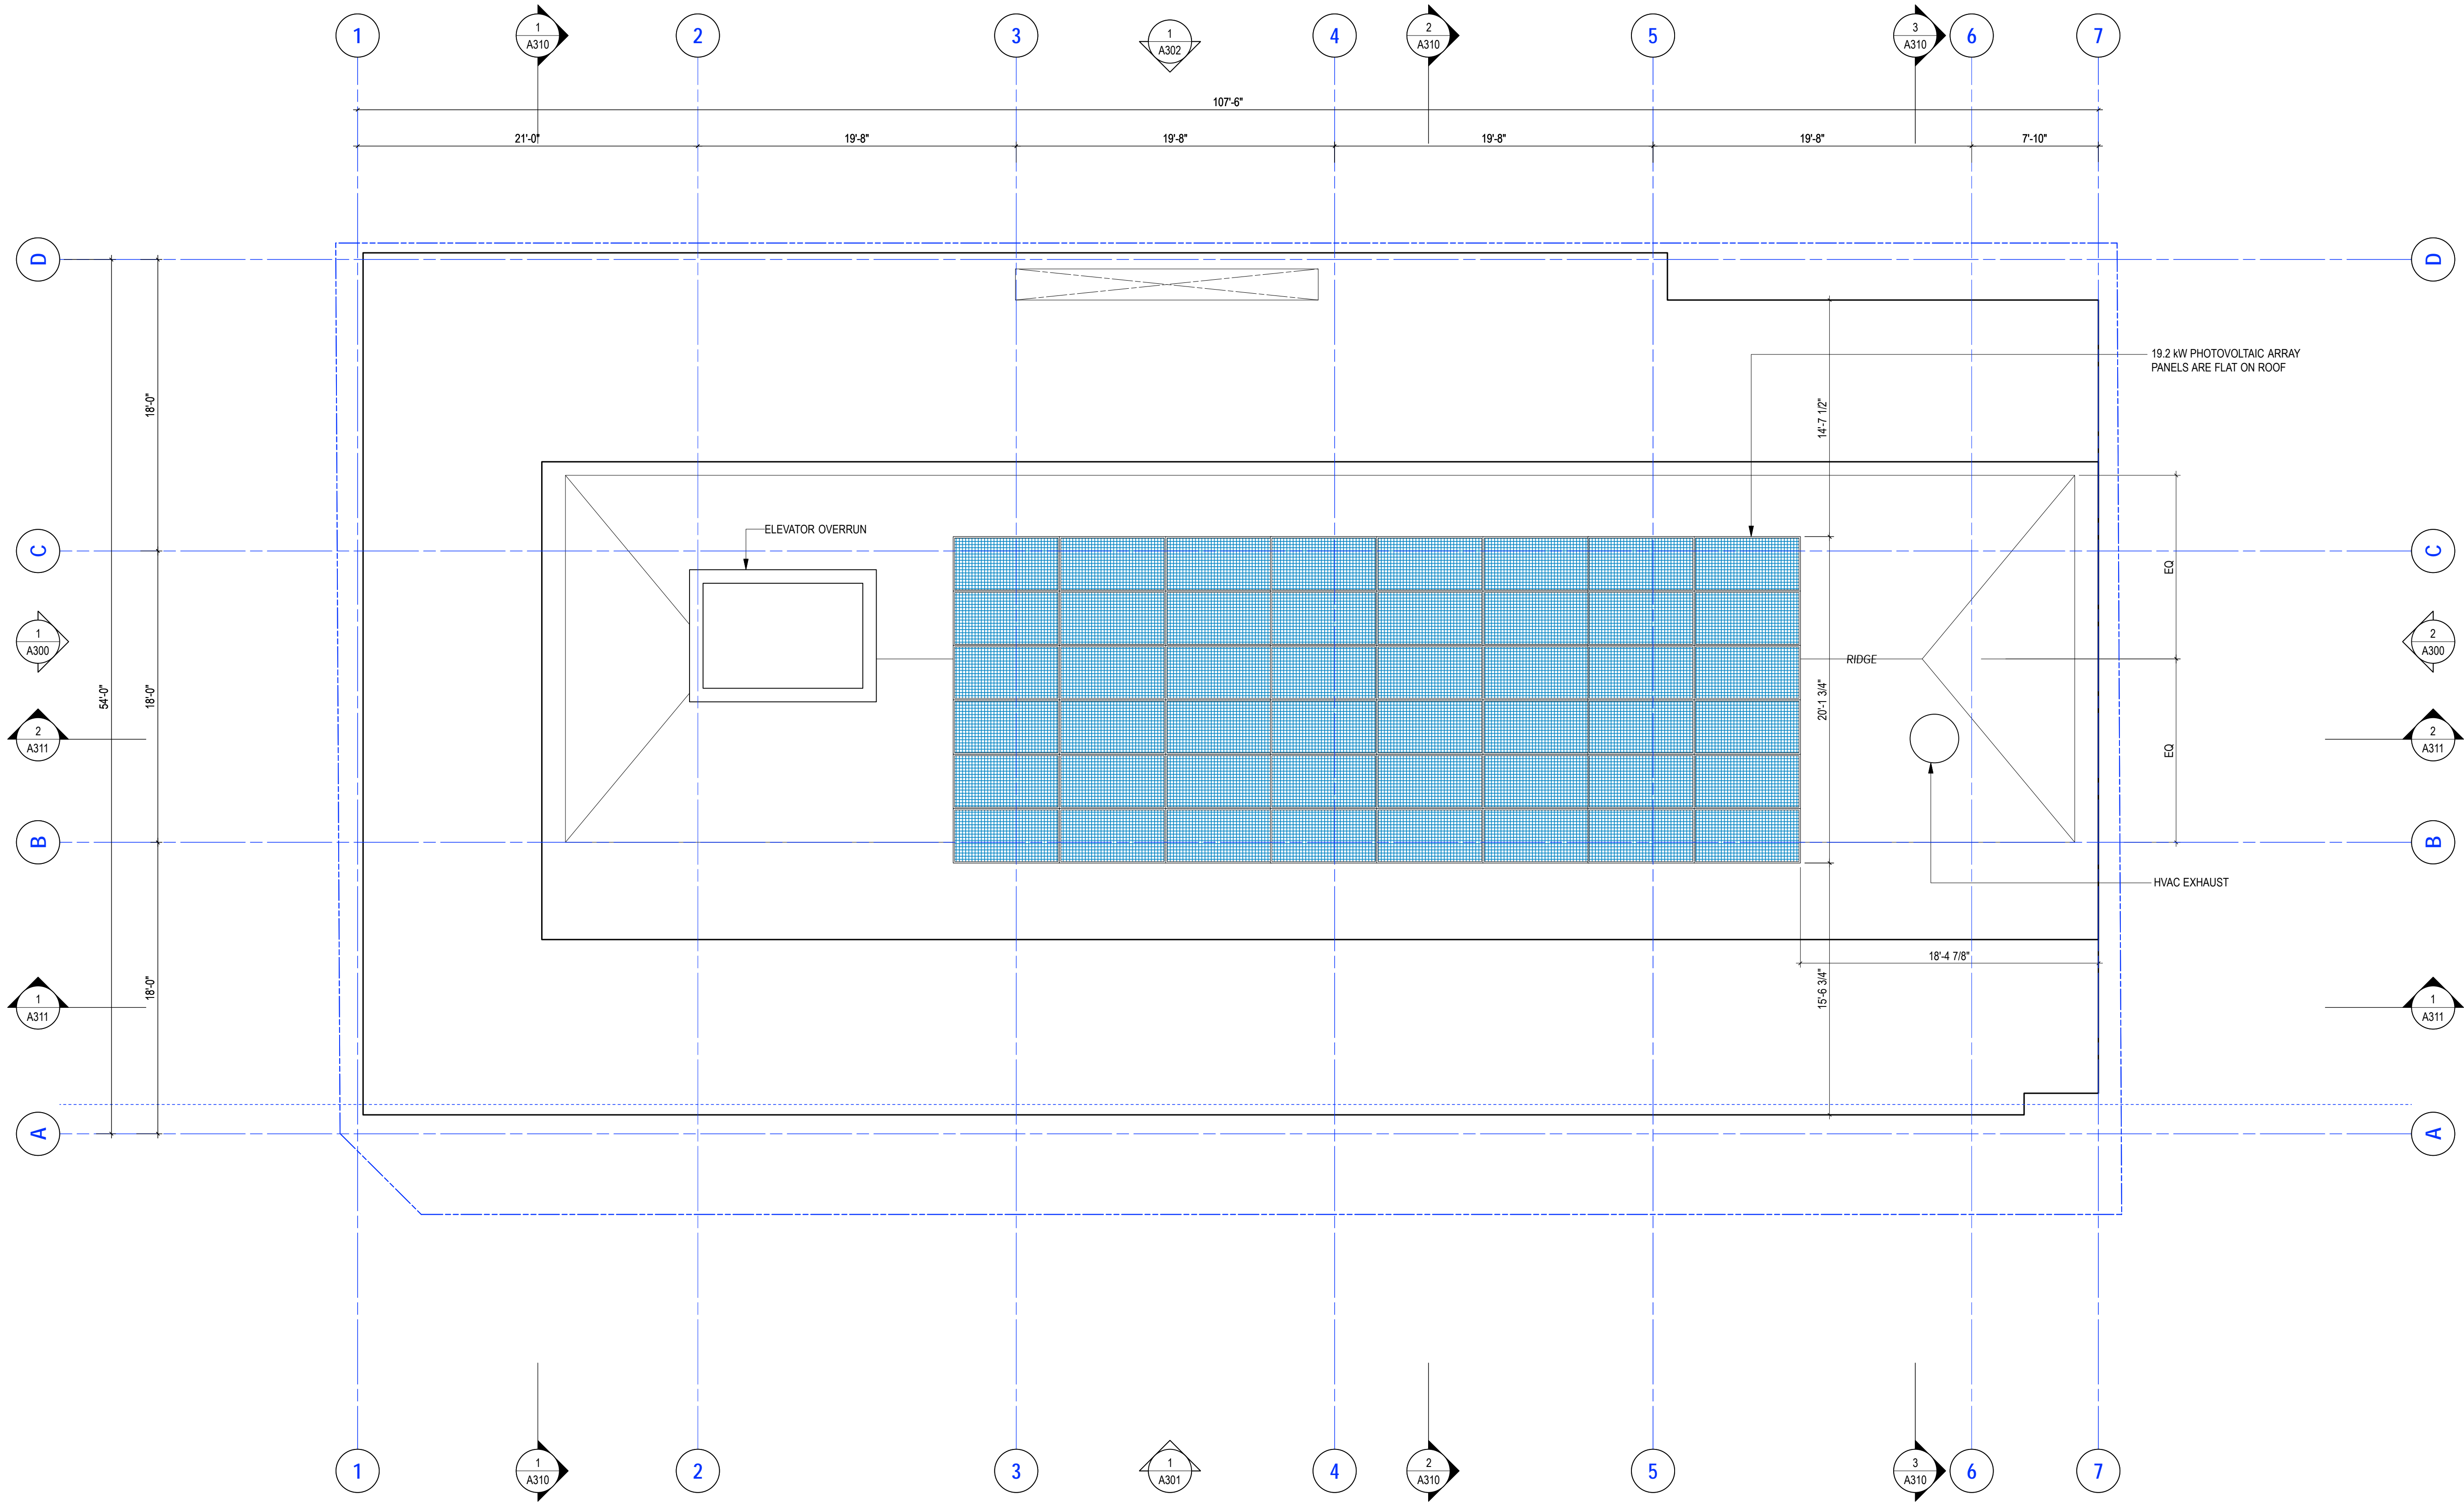 1
1
A310
2
3
1
A302
4
2
A310
5
3
A310
6
7
107'-6"
21'-0"
19'-8"
19'-8"
19'-8"
19'-8"
7'-10"
D
D
19.2 kW PHOTOVOLTAIC ARRAY
PANELS ARE FLAT ON ROOF
18'-0"
14'-7 1/2"
ELEVATOR OVERRUN
C
C
EQ
1
A300
2
A300
RIDGE
54'-0"
18'-0"
20'-1 3/4"
2
A311
2
A311
EQ
B
B
HVAC EXHAUST
18'-4 7/8"
18'-0"
15'-6 3/4"
1
A311
1
A311
A
A
1
1
A310
2
3
1
A301
4
2
A310
5
3
A310
6
7